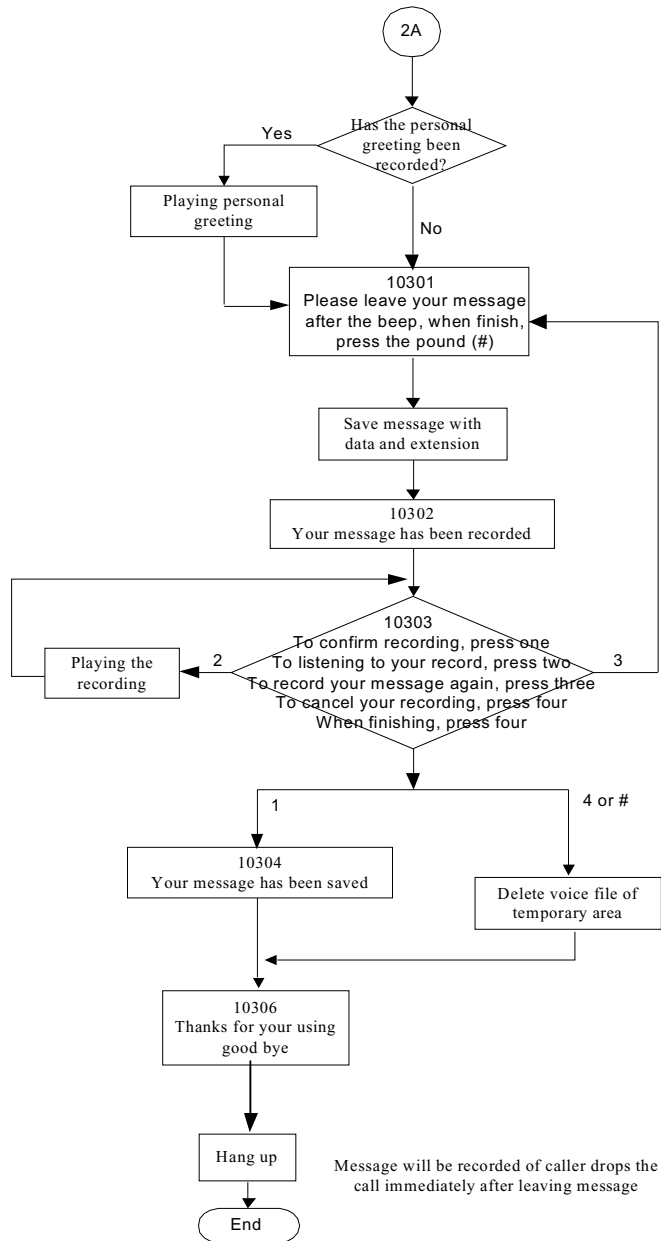 2A
Has the personal
greeting been
recorded?
Yes
Playing personal
greeting
No
10301
Please leave your message
after the beep, when finish,
press the pound (#)
Save message with
data and extension
10302
Your message has been recorded
10303
To confirm recording, press one
To listening to your record, press two
To record your message again, press three
To cancel your recording, press four
When finishing, press four
2
Playing the
recording
3
1
4 or #
10304
Your message has been saved
Delete voice file of
temporary area
10306
Thanks for your using
good bye
Hang up
Message will be recorded of caller drops the
call immediately after leaving message
End